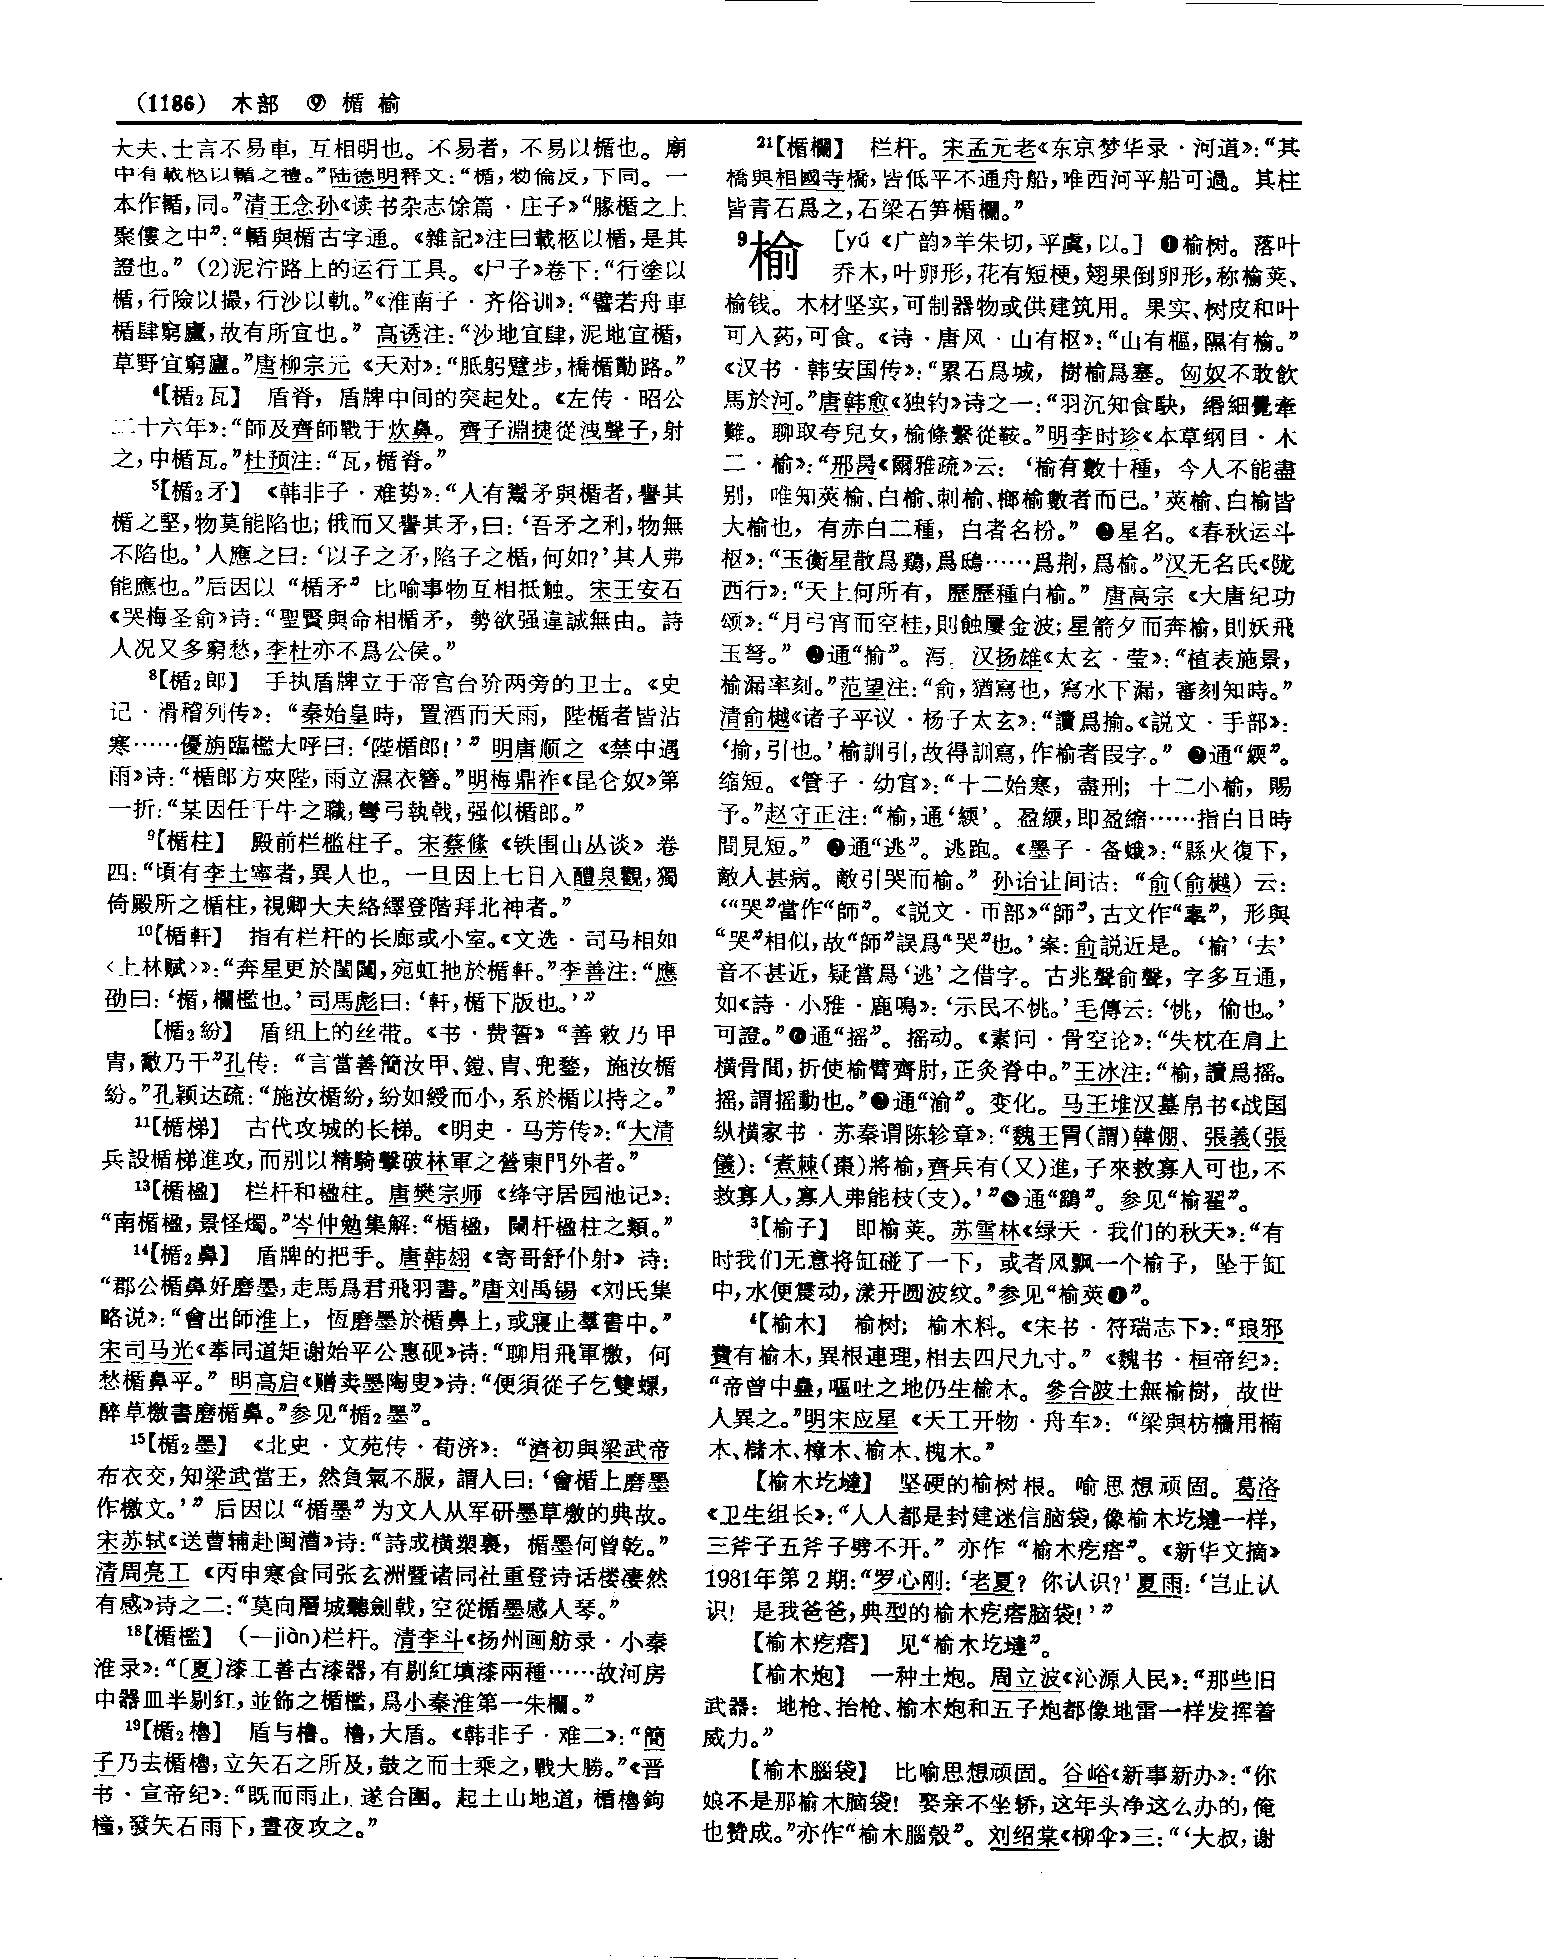 (1186) 木部 ⑨ 楯 榆
大夫、士言不易車，互相明也。不易者，不易以楯也。廟
中有載柩以輴之禮。”陆德明释文：“楯，勑倫反，下同。一
本作輴，同。”清王念孙《读书杂志馀篇·庄子》“腞楯之上
聚僂之中”：“輴與楯古字通。《雜記》注曰載柩以楯，是其
證也。”(2)泥泞路上的运行工具。《尸子》卷下：“行塗以
楯，行險以撮，行沙以軌。”《淮南子·齐俗训》：“譬若舟車
楯肆窮廬，故有所宜也。”高诱注：“沙地宜肆，泥地宜楯，
草野宜窮廬。”唐柳宗元《天对》：“胝躬躄步，橋楯勩路。”
⁴【楯₂瓦】 盾脊，盾牌中间的突起处。《左传·昭公
二十六年》：“師及齊師戰于炊鼻。齊子淵捷從洩聲子，射
之，中楯瓦。”杜预注：“瓦，楯脊。”
⁵【楯₂矛】 《韩非子·难势》：“人有鬻矛與楯者，譽其
楯之堅，物莫能陷也；俄而又譽其矛，曰：‘吾矛之利，物無
不陷也。’人應之曰：‘以子之矛，陷子之楯，何如？’其人弗
能應也。”后因以“楯矛”比喻事物互相抵触。宋王安石
《哭梅圣俞》诗：“聖賢與命相楯矛，勢欲强違誠無由。詩
人况又多窮愁，李杜亦不爲公侯。”
⁸【楯₂郎】 手执盾牌立于帝宫台阶两旁的卫士。《史
记·滑稽列传》：“秦始皇時，置酒而天雨，陛楯者皆沾
寒……優旃臨檻大呼曰：‘陛楯郎！’”明唐顺之《禁中遇
雨》诗：“楯郎方夾陛，雨立濕衣簪。”明梅鼎祚《昆仑奴》第
一折：“某因任千牛之職，彎弓執戟，强似楯郎。”
⁹【楯柱】 殿前栏槛柱子。宋蔡絛《铁围山丛谈》卷
四：“頃有李士寧者，異人也。一旦因上七日入醴泉觀，獨
倚殿所之楯柱，視卿大夫絡繹登階拜北神者。”
¹⁰【楯軒】 指有栏杆的长廊或小室。《文选·司马相如
〈上林赋〉》：“奔星更於閨闥，宛虹扡於楯軒。”李善注：“應
劭曰：‘楯，欄檻也。’司馬彪曰：‘軒，楯下版也。’”
【楯₂紛】 盾纽上的丝带。《书·费誓》“善敹乃甲
胄，敵乃干”孔传：“言當善簡汝甲、鎧、胄、兜鍪，施汝楯
紛。”孔颖达疏：“施汝楯紛，紛如綬而小，系於楯以持之。”
¹¹【楯梯】 古代攻城的长梯。《明史·马芳传》：“大清
兵設楯梯進攻，而别以精騎擊破林軍之營東門外者。”
¹³【楯楹】 栏杆和楹柱。唐樊宗师《绛守居园池记》：
“南楯楹，景怪燭。”岑仲勉集解：“楯楹，闌杆楹柱之類。”
¹⁴【楯₂鼻】 盾牌的把手。唐韩翃《寄哥舒仆射》诗：
“郡公楯鼻好磨墨，走馬爲君飛羽書。”唐刘禹锡《刘氏集
略说》：“會出師淮上，恆磨墨於楯鼻上，或寢止羣書中。”
宋司马光《奉同道矩谢始平公惠砚》诗：“聊用飛軍檄，何
愁楯鼻平。”明高启《赠卖墨陶叟》诗：“便須從子乞雙螺，
醉草檄書磨楯鼻。”参见“楯₂墨”。
¹⁵【楯₂墨】 《北史·文苑传·荀济》：“濟初與梁武帝
布衣交，知梁武當王，然負氣不服，謂人曰：‘會楯上磨墨
作檄文。’”后因以“楯墨”为文人从军研墨草檄的典故。
宋苏轼《送曹辅赴闽漕》诗：“詩成横槊裏，楯墨何曾乾。”
清周亮工《丙申寒食同张玄洲暨诸同社重登诗话楼凄然
有感》诗之二：“莫向層城聽劍戟，空從楯墨感人琴。”
¹⁸【楯檻】 (—jiàn)栏杆。清李斗《扬州画舫录·小秦
淮录》：“〔夏〕漆工善古漆器，有剔紅填漆兩種……故河房
中器皿半剔紅，並飾之楯檻，爲小秦淮第一朱欄。”
¹⁹【楯₂櫓】 盾与櫓。櫓，大盾。《韩非子·难二》：“簡
子乃去楯櫓，立矢石之所及，鼓之而士乘之，戰大勝。”《晋
书·宣帝纪》：“既而雨止，遂合圍。起土山地道，楯櫓鉤
橦，發矢石雨下，晝夜攻之。”
²¹【楯欄】 栏杆。宋孟元老《东京梦华录·河道》：“其
橋與相國寺橋，皆低平不通舟船，唯西河平船可過。其柱
皆青石爲之，石梁石笋楯欄。”
⁹榆 [yú 《广韵》羊朱切，平虞，以。] ❶榆树。落叶
乔木，叶卵形，花有短梗，翅果倒卵形，称榆荚、
榆钱。木材坚实，可制器物或供建筑用。果实、树皮和叶
可入药，可食。《诗·唐风·山有枢》：“山有樞，隰有榆。”
《汉书·韩安国传》：“累石爲城，樹榆爲塞。匈奴不敢飲
馬於河。”唐韩愈《独钓》诗之一：“羽沉知食駃，緡細覺牽
難。聊取夸兒女，榆條繫從鞍。”明李时珍《本草纲目·木
二·榆》：“邢昺《爾雅疏》云：‘榆有數十種，今人不能盡
别，唯知莢榆、白榆、刺榆、榔榆數者而已。’莢榆、白榆皆
大榆也，有赤白二種，白者名枌。”❷星名。《春秋运斗
枢》：“玉衡星散爲鷄，爲鴟……爲荆，爲榆。”汉无名氏《陇
西行》：“天上何所有，歷歷種白榆。”唐高宗《大唐纪功
颂》：“月弓宵而空桂，則蝕屢金波；星箭夕而奔榆，則妖飛
玉弩。”❸通“揄”。泻。汉扬雄《太玄·莹》：“植表施景，
榆漏率刻。”范望注：“俞，猶寫也，寫水下漏，審刻知時。”
清俞樾《诸子平议·杨子太玄》：“讀爲揄。《説文·手部》：
‘揄，引也。’榆訓引，故得訓寫，作榆者叚字。”❹通“緛”。
缩短。《管子·幼官》：“十二始寒，盡刑；十二小榆，賜
予。”赵守正注：“榆，通‘緛’。盈緛，即盈缩……指白日時
間見短。”❺通“逃”。逃跑。《墨子·备蛾》：“縣火復下，
敵人甚病。敵引哭而榆。”孙诒让间诂：“俞(俞樾)云：
‘“哭”當作“師”。《説文·帀部》“師”，古文作“𡴎”，形與
“哭”相似，故“師”誤爲“哭”也。’案：俞説近是。‘榆’‘去’
音不甚近，疑當爲‘逃’之借字。古兆聲俞聲，字多互通，
如《詩·小雅·鹿鳴》：‘示民不恌。’毛傳云：‘恌，偷也。’
可證。”❻通“摇”。摇动。《素问·骨空论》：“失枕在肩上
横骨間，折使榆臂齊肘，正灸脊中。”王冰注：“榆，讀爲摇。
摇，謂摇動也。”❼通“渝”。变化。马王堆汉墓帛书《战国
纵横家书·苏秦谓陈轸章》：“魏王胃(謂)韓倗、張義(張
儀)：‘煮棘(棗)將榆，齊兵有(又)進，子來救寡人可也，不
救寡人，寡人弗能枝(支)。’”❽通“鷂”。参见“榆翟”。
³【榆子】 即榆荚。苏雪林《绿天·我们的秋天》：“有
时我们无意将缸碰了一下，或者风飘一个榆子，坠于缸
中，水便震动，漾开圆波纹。”参见“榆荚❶”。
⁴【榆木】 榆树；榆木料。《宋书·符瑞志下》：“琅邪
費有榆木，異根連理，相去四尺九寸。”《魏书·桓帝纪》：
“帝曾中蠱，嘔吐之地仍生榆木。參合陂土無榆樹，故世
人異之。”明宋应星《天工开物·舟车》：“梁與枋檣用楠
木、櫧木、樟木、榆木、槐木。”
【榆木圪墶】 坚硬的榆树根。喻思想顽固。葛洛
《卫生组长》：“人人都是封建迷信脑袋，像榆木圪墶一样，
三斧子五斧子劈不开。”亦作“榆木疙瘩”。《新华文摘》
1981年第2期：“罗心刚：‘老夏？你认识？’夏雨：‘岂止认
识！是我爸爸，典型的榆木疙瘩脑袋！’”
【榆木疙瘩】 见“榆木圪墶”。
【榆木炮】 一种土炮。周立波《沁源人民》：“那些旧
武器：地枪、抬枪、榆木炮和五子炮都像地雷一样发挥着
威力。”
【榆木腦袋】 比喻思想顽固。谷峪《新事新办》：“你
娘不是那榆木脑袋！娶亲不坐轿，这年头净这么办的，俺
也赞成。”亦作“榆木腦殼”。刘绍棠《柳伞》三：“‘大叔，谢